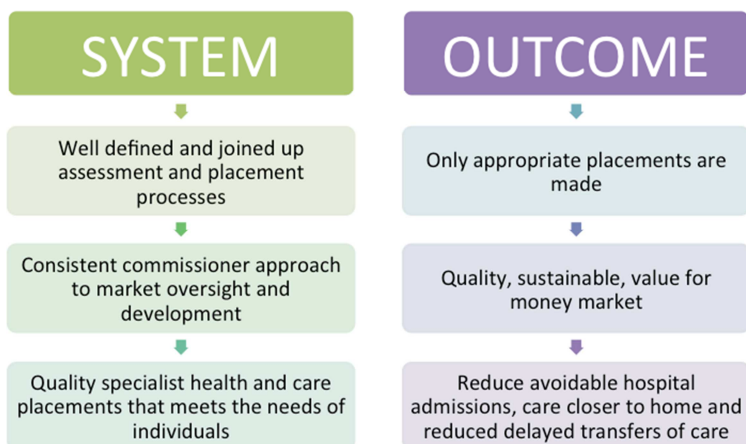 SYSTEM
Well defined and joined up
assessment and placement
processes
Consistent commissioner approach
to market oversight and
development
Quality specialist health and care
placements that meets the needs of
individuals
OUTCOME
Only appropriate placements are
made
Quality, sustainable, value for
money market
Reduce avoidable hospital
admissions, care closer to home and
reduced delayed transfers of care